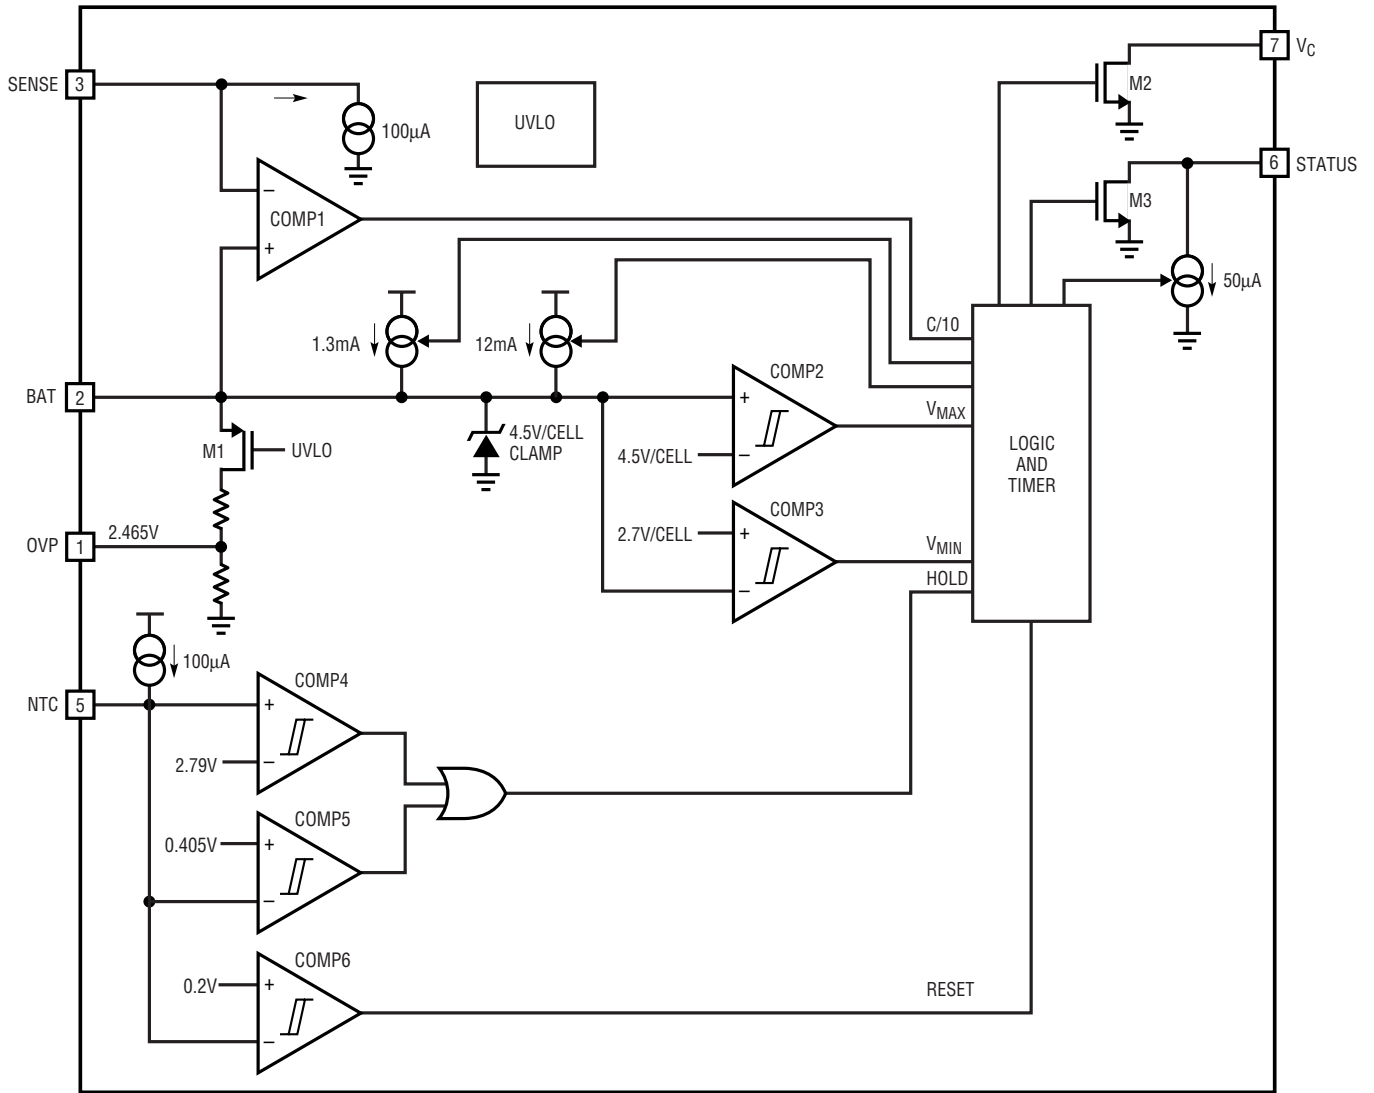 7
VC
SENSE
3
M2
100µA
UVLO
6
STATUS
–
COMP1
+
M3
50µA
1.3mA
12mA
C/10
COMP2
BAT
2
+
VMAX
4.5V/CELL
CLAMP
M1
UVLO
4.5V/CELL
–
LOGIC
AND
TIMER
COMP3
2.465V
2.7V/CELL
+
OVP
1
VMIN
HOLD
–
100µA
COMP4
NTC
5
+
2.79V
–
COMP5
0.405V
+
–
COMP6
0.2V
+
RESET
–